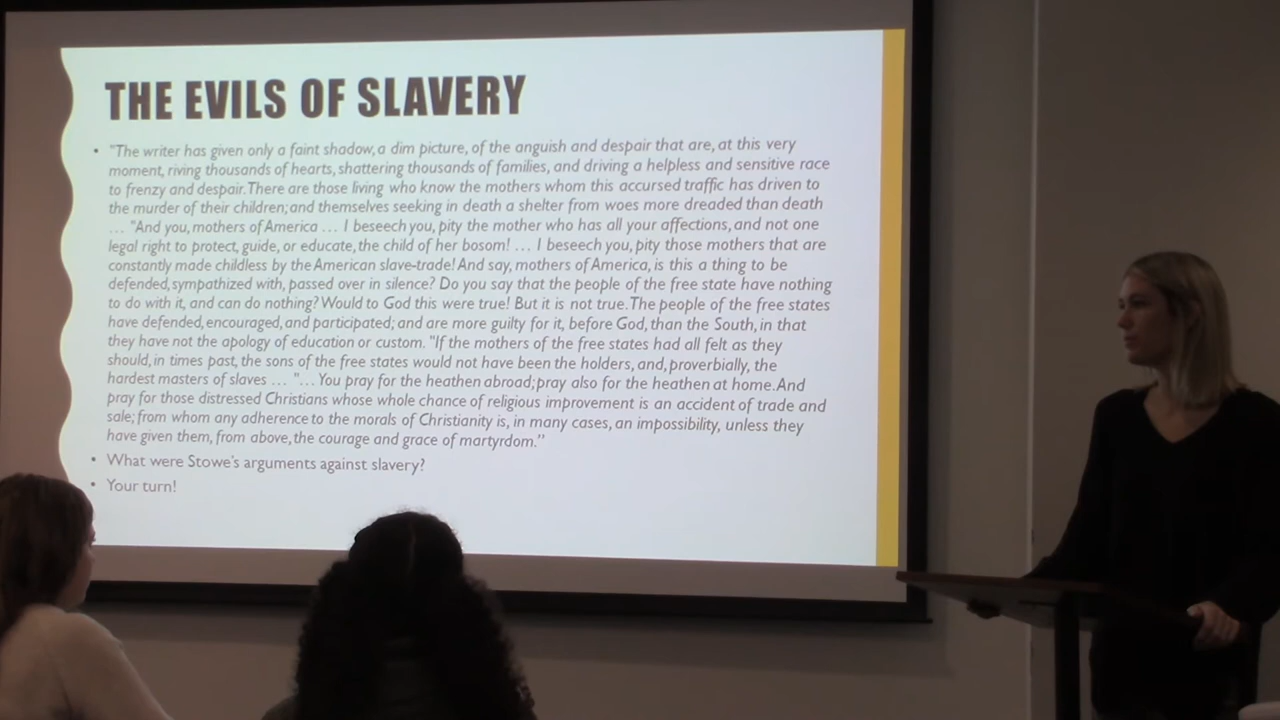 THE EVILS OF SLAVERY
• "The writer has given only a faint shadow, a dim picture, of the anguish and despair that are, at this very
moment, riving thousands of hearts, shattering thousands of families, and driving a helpless and sensitive race
to frenzy and despair. There are those living who know the mothers whom this accursed traffic has driven to
the murder of their children; and themselves seeking in death a shelter from woes more dreaded than death
… "And you, mothers of America … I beseech you, pity the mother who has all your affections, and not one
legal right to protect, guide, or educate, the child of her bosom! … I beseech you, pity those mothers that are
constantly made childless by the American slave-trade! And say, mothers of America, is this a thing to be
defended, sympathized with, passed over in silence? Do you say that the people of the free state have nothing
to do with it, and can do nothing? Would to God this were true! But it is not true. The people of the free states
have defended, encouraged, and participated; and are more guilty for it, before God, than the South, in that
they have not the apology of education or custom. "If the mothers of the free states had all felt as they
should, in times past, the sons of the free states would not have been the holders, and, proverbially, the
hardest masters of slaves … "… You pray for the heathen abroad; pray also for the heathen at home. And
pray for those distressed Christians whose whole chance of religious improvement is an accident of trade and
sale; from whom any adherence to the morals of Christianity is, in many cases, an impossibility, unless they
have given them, from above, the courage and grace of martyrdom."
• What were Stowe's arguments against slavery?
• Your turn!